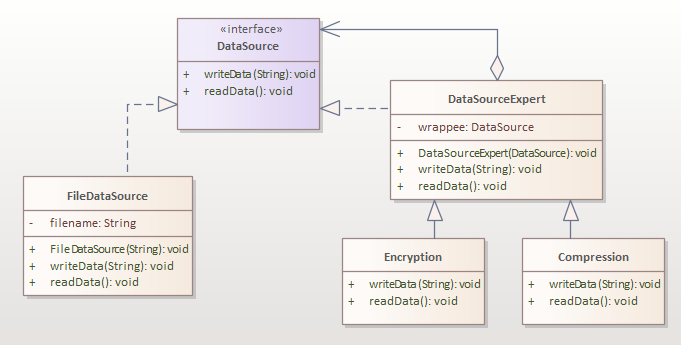 «interface»
DataSource
+ writeData(String): void
+ readData(): void
DataSourceExpert
- wrappee: DataSource
+ DataSourceExpert(DataSource): void
+ writeData(String): void
+ readData(): void
FileDataSource
- filename: String
+ FileDataSource(String): void
+ writeData(String): void
+ readData(): void
Encryption
+ writeData(String): void
+ readData(): void
Compression
+ writeData(String): void
+ readData(): void